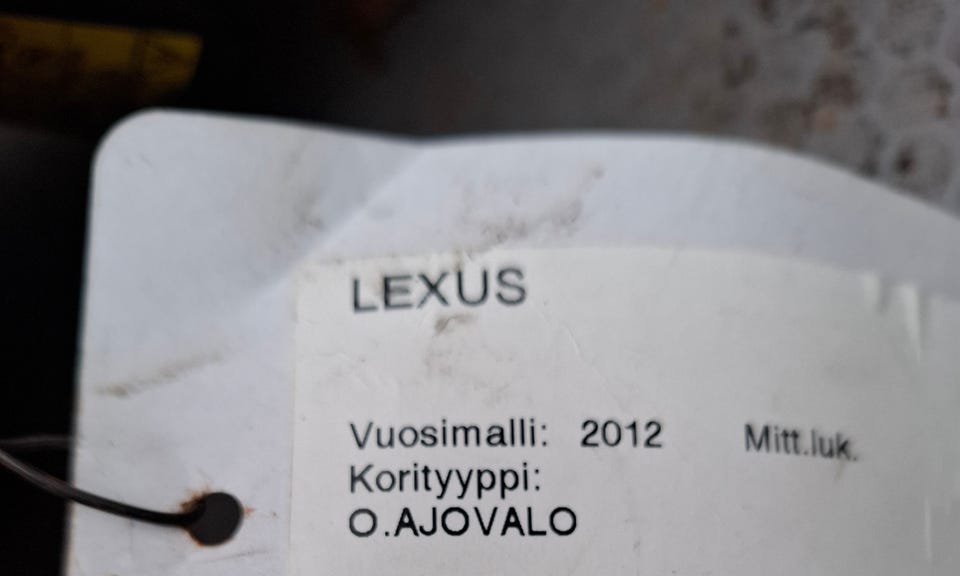 LEXUS
Vuosimalli: 2012 Mitt.luk.
Korityyppi:
O.AJOVALO